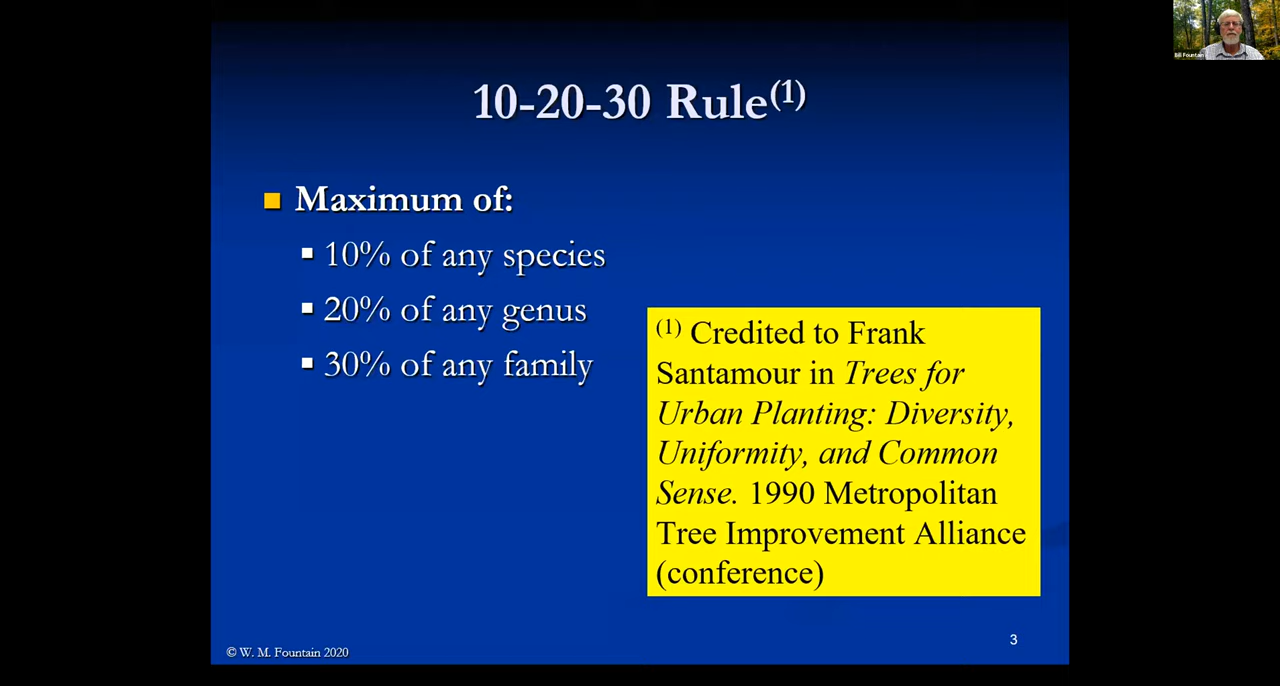 10-20-30 Rule(1)
Maximum of:
10% of any species
20% of any genus
30% of any family
(1) Credited to Frank
Santamour in Trees for
Urban Planting: Diversity,
Uniformity, and Common
Sense. 1990 Metropolitan
Tree Improvement Alliance
(conference)
3
© W. M. Fountain 2020
Bill Fountain